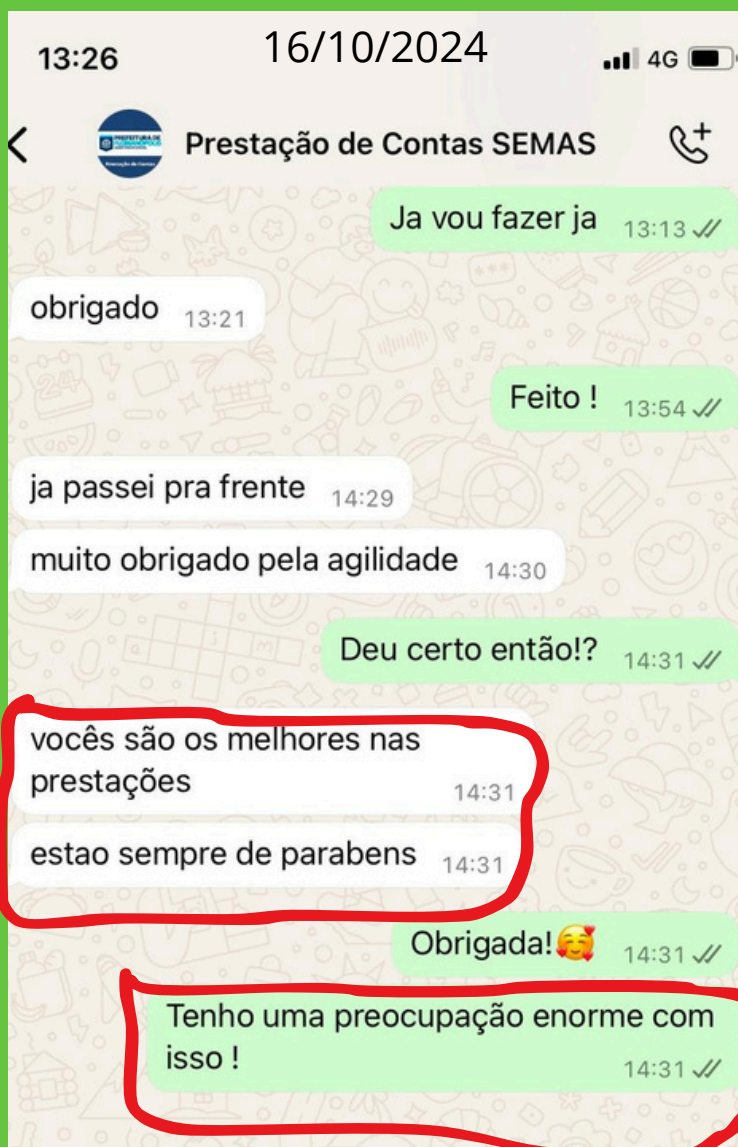 13:26
16/10/2024
4G
Prestação de Contas SEMAS
Ja vou fazer ja 13:13
obrigado 13:21
Feito ! 13:54
ja passei pra frente 14:29
muito obrigado pela agilidade 14:30
Deu certo então!? 14:31
vocês são os melhores nas
prestações 14:31
estao sempre de parabens 14:31
Obrigada!🥰 14:31
Tenho uma preocupação enorme com
isso ! 14:31